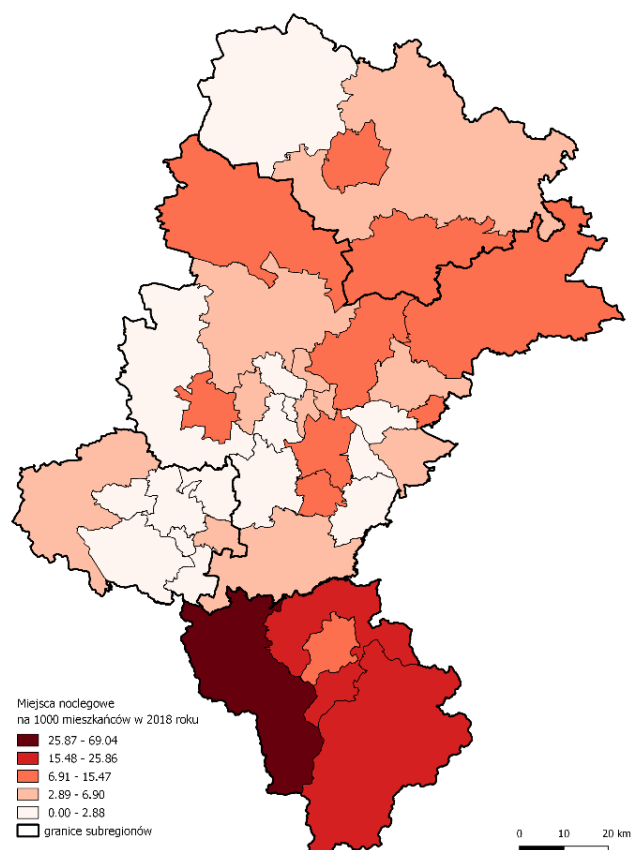 Miejsca noclegowe
na 1000 mieszkańców w 2018 roku
25.87 - 69.04
15.48 - 25.86
6.91 - 15.47
2.89 - 6.90
0.00 - 2.88
granice subregionów
0 10 20 km